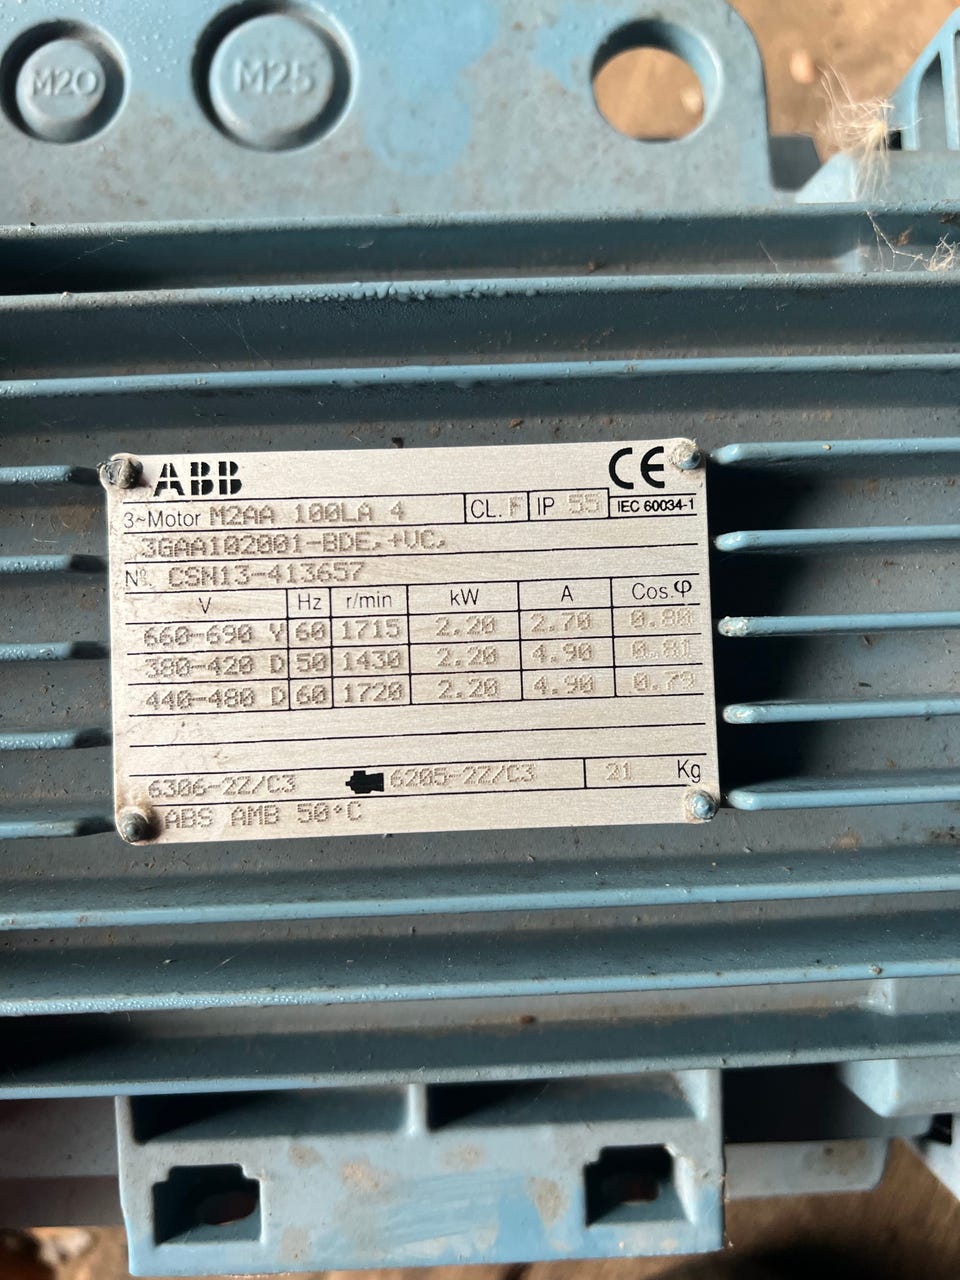 M20 M25
ABB CE
3~Motor M2AA 100LA 4 CL. F IP 55 IEC 60034-1
3GAA102001-BDE,+VC,
Nº CSN13-413657
V Hz r/min kW A Cos.φ
660-690 Y 60 1715 2.20 2.70 0.80
380-420 D 50 1430 2.20 4.90 0.81
440-480 D 60 1720 2.20 4.90 0.79
6306-2Z/C3 6205-2Z/C3 21 Kg
ABS AMB 50°C